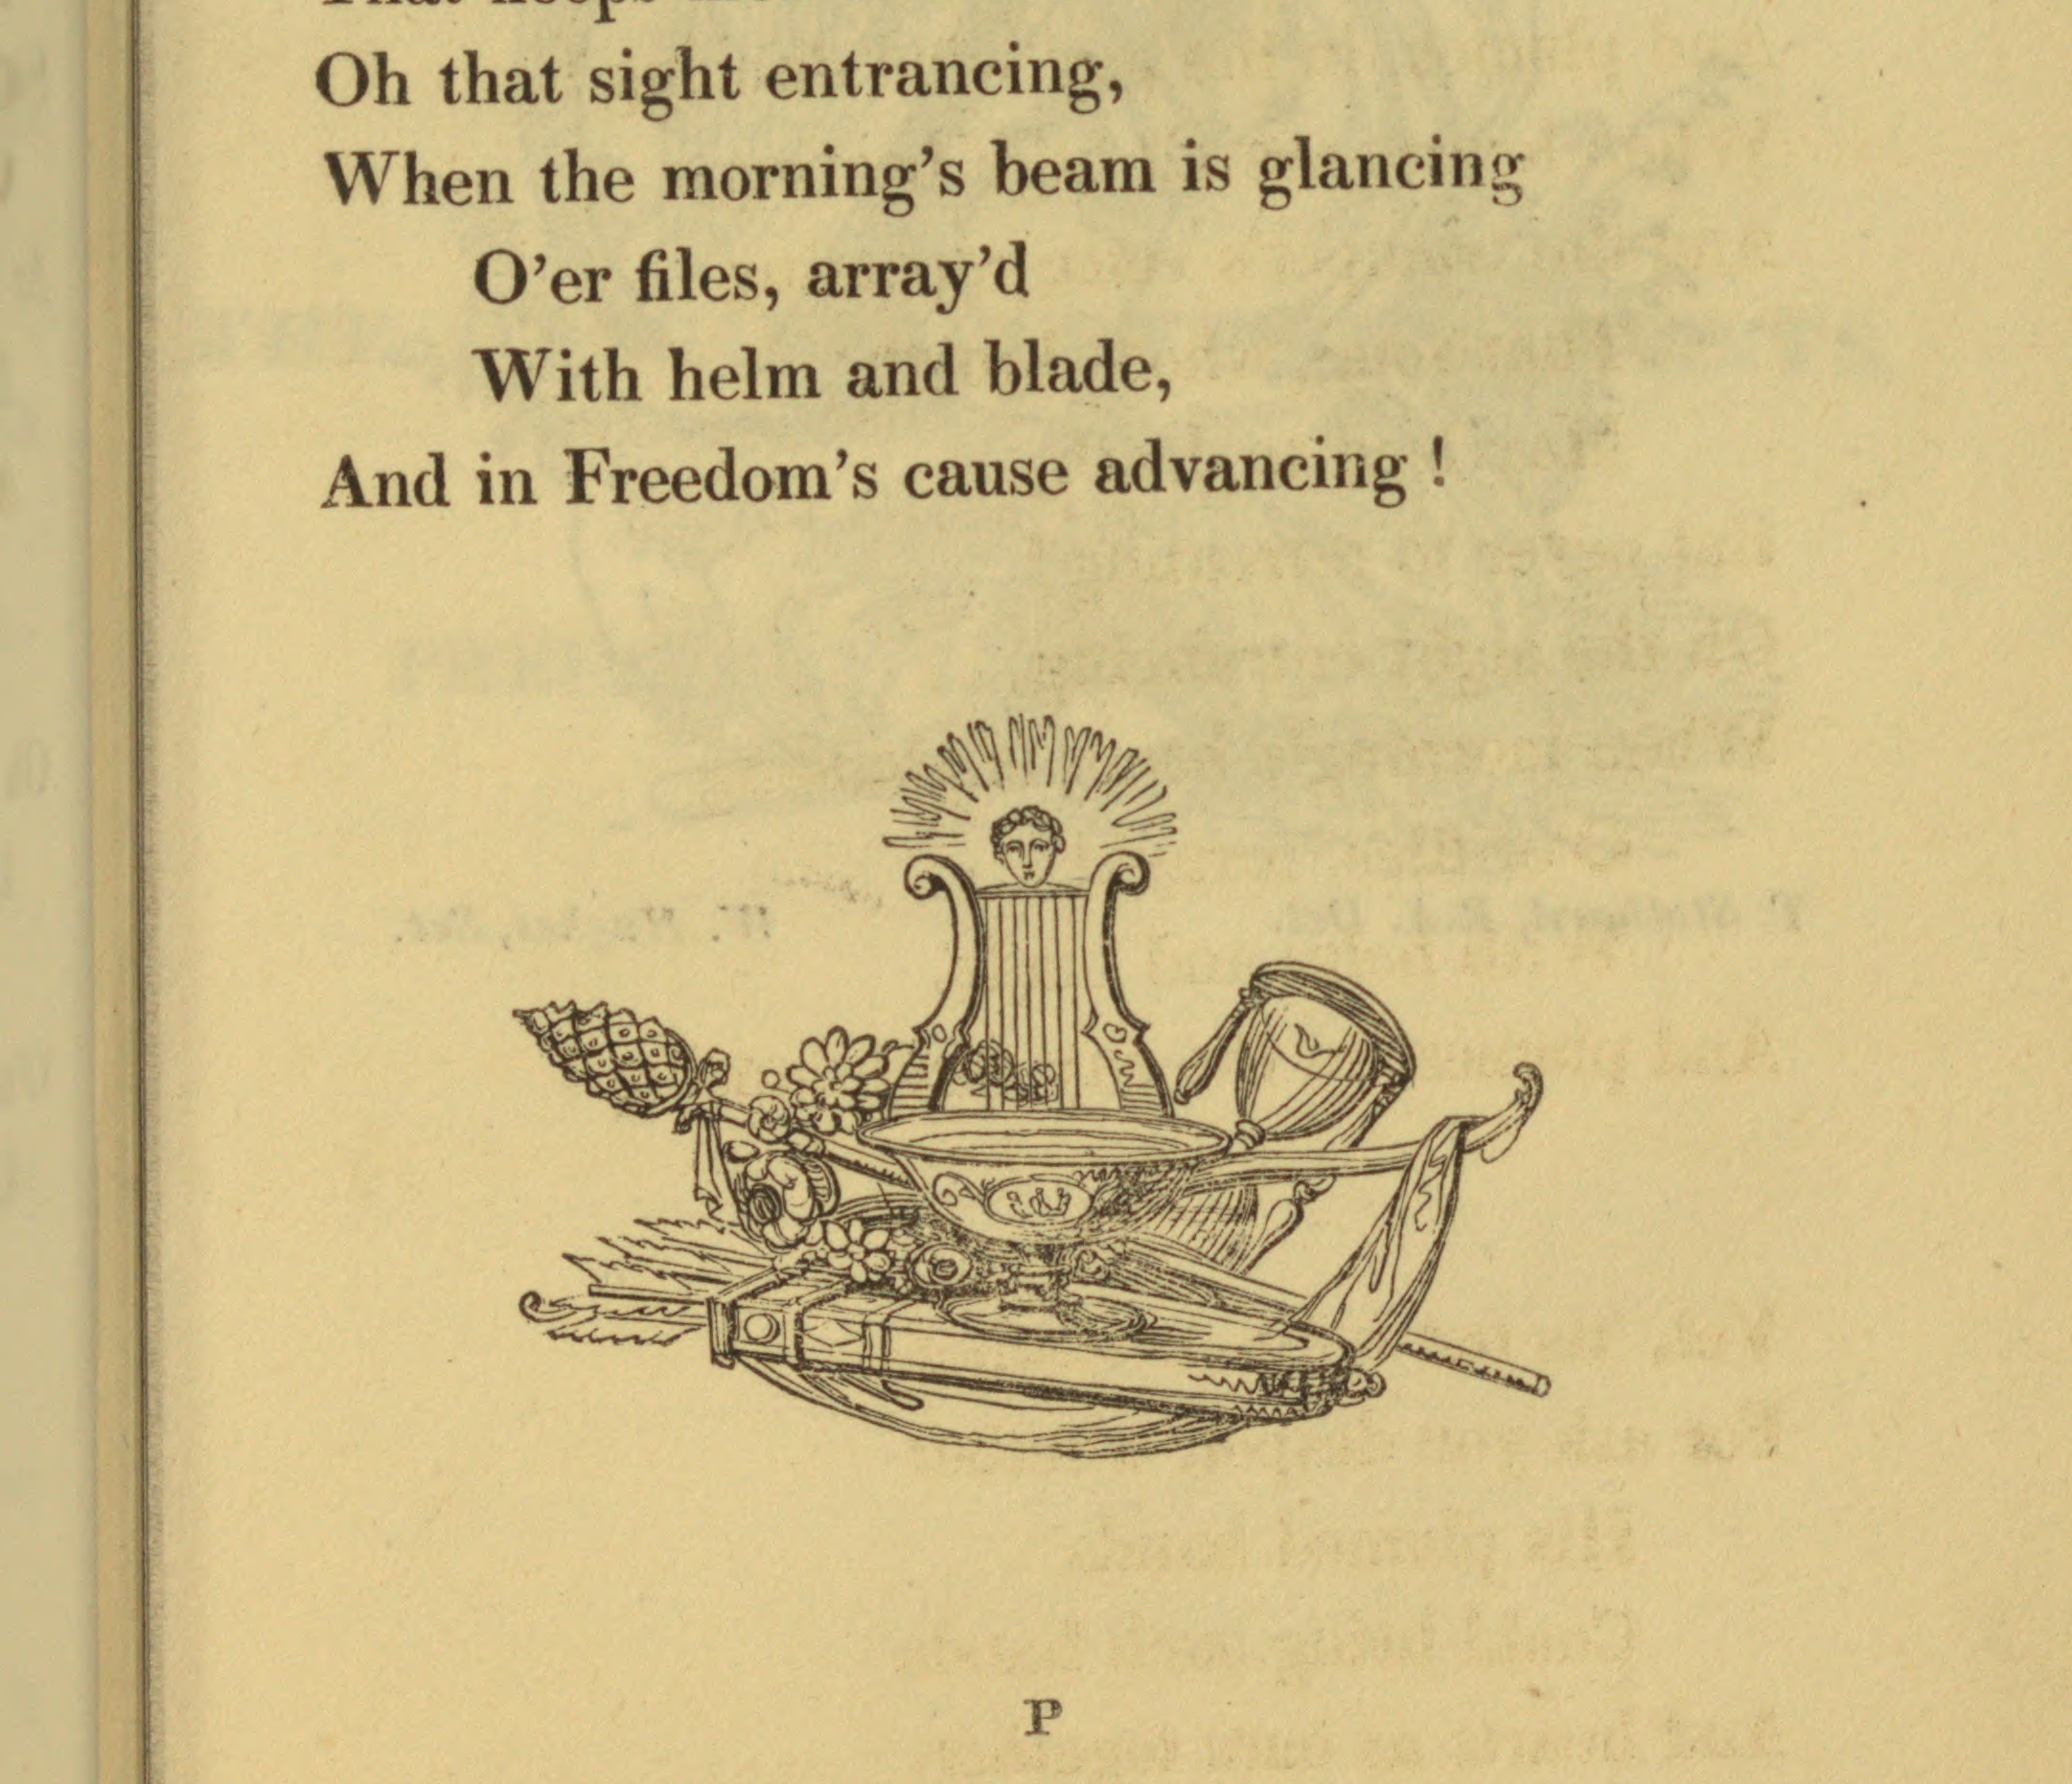 Oh that sight entrancing,
When the morning's beam is glancing
O'er files, array'd
With helm and blade,
And in Freedom's cause advancing !
P